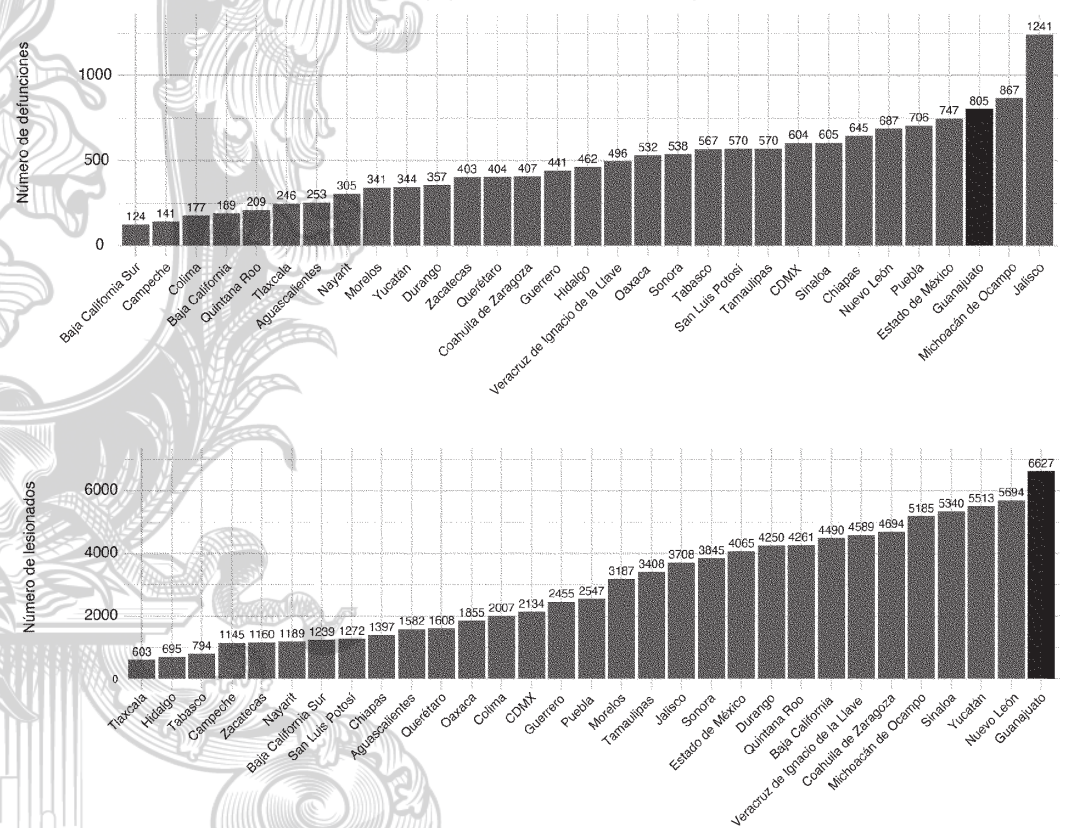 Número de defunciones
1000
500
0
124 141 177 189 209 246 253 305 341 344 357 403 404 407 441 462 496 532 538 567 570 570 604 605 645 687 706 747 805 867 1241
Baja California Sur
Campeche
Colima
Baja California
Quintana Roo
Tlaxcala
Aguascalientes
Nayarit
Morelos
Yucatán
Durango
Zacatecas
Querétaro
Coahuila de Zaragoza
Guerrero
Hidalgo
Veracruz de Ignacio de la Llave
Oaxaca
Sonora
Tabasco
San Luis Potosí
Tamaulipas
CDMX
Sinaloa
Chiapas
Nuevo León
Puebla
Estado de México
Guanajuato
Michoacán de Ocampo
Jalisco
Número de lesionados
6000
4000
2000
0
603 695 794 1145 1160 1189 1239 1272 1397 1582 1608 1855 2007 2134 2455 2547 3187 3408 3708 3845 4065 4250 4261 4490 4589 4694 5185 5340 5513 5694 6627
Tlaxcala
Hidalgo
Tabasco
Campeche
Zacatecas
Nayarit
Baja California Sur
San Luis Potosí
Chiapas
Aguascalientes
Querétaro
Oaxaca
Colima
CDMX
Guerrero
Puebla
Morelos
Tamaulipas
Jalisco
Sonora
Estado de México
Durango
Quintana Roo
Baja California
Veracruz de Ignacio de la Llave
Coahuila de Zaragoza
Michoacán de Ocampo
Sinaloa
Yucatán
Nuevo León
Guanajuato